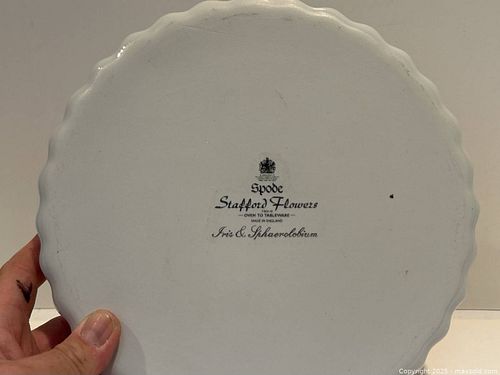 Spode
Stafford Flowers
OVEN TO TABLEWARE
MADE IN ENGLAND
Iris & Sphaerolobium
Copyright 2025 - maxsold.com